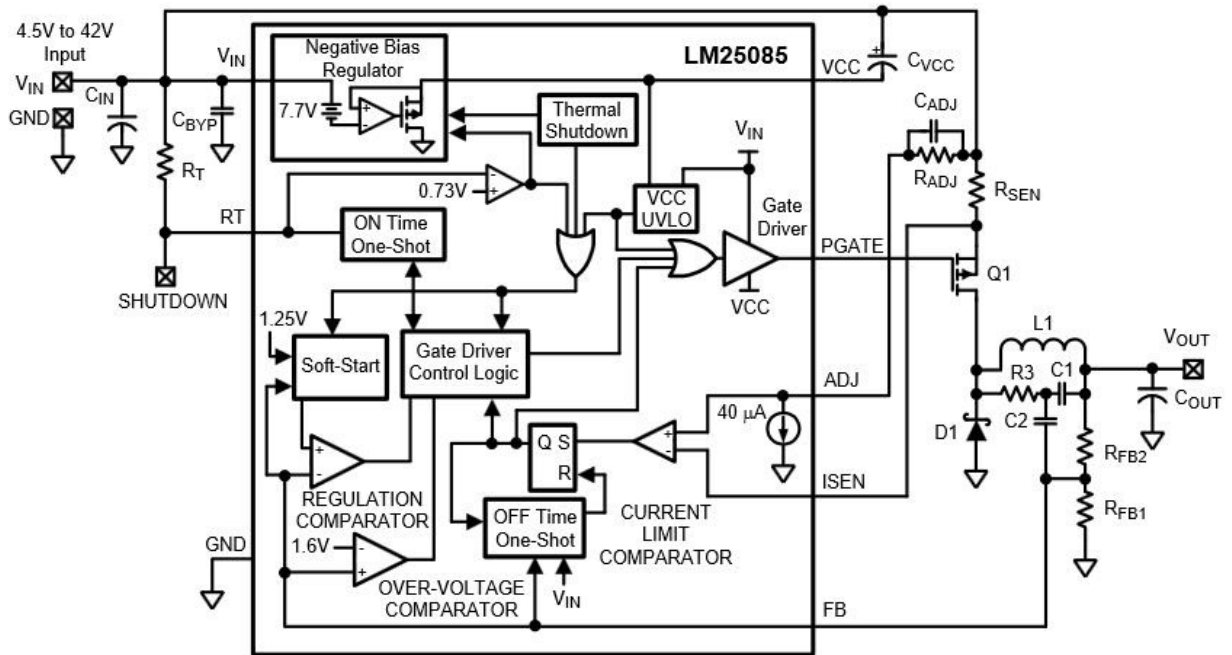 4.5V to 42V
Input
VIN
GND
CIN
CBYP
RT
VIN
RT
SHUTDOWN
GND
LM25085
Negative Bias
Regulator
7.7V
+
-
Thermal
Shutdown
-
+
0.73V
ON Time
One-Shot
VCC
UVLO
VIN
Gate
Driver
VCC
1.25V
Soft-Start
Gate Driver
Control Logic
+
-
REGULATION
COMPARATOR
1.6V
-
+
OVER-VOLTAGE
COMPARATOR
Q S
R
OFF Time
One-Shot
VIN
+
-
CURRENT
LIMIT
COMPARATOR
40 µA
VCC
PGATE
ADJ
ISEN
FB
+
CVCC
CADJ
RADJ
RSEN
Q1
L1
R3
C1
C2
D1
VOUT
COUT
RFB2
RFB1